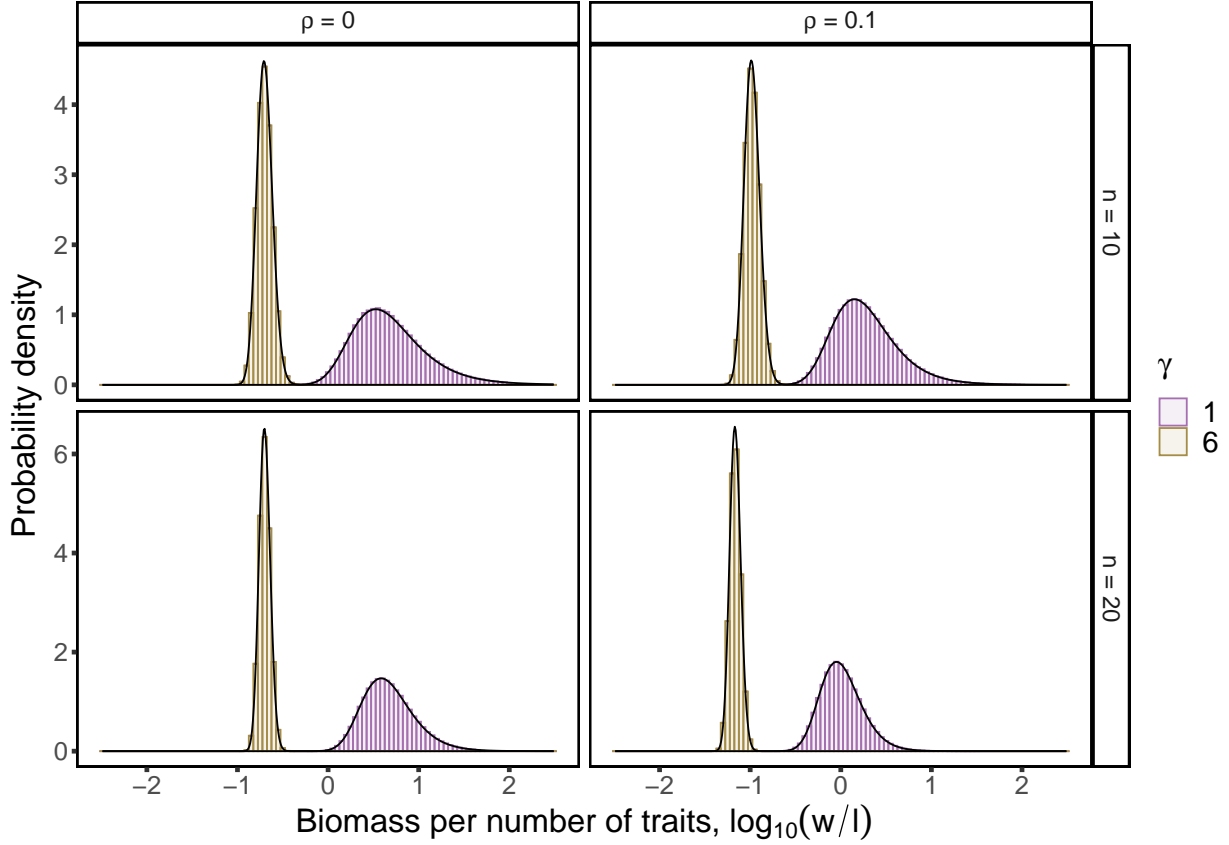 ρ = 0
ρ = 0.1
4
3
2
1
0
n = 10
6
4
2
0
n = 20
−2 −1 0 1 2
−2 −1 0 1 2
Probability density
Biomass per number of traits, log₁₀(w/l)
γ
1
6